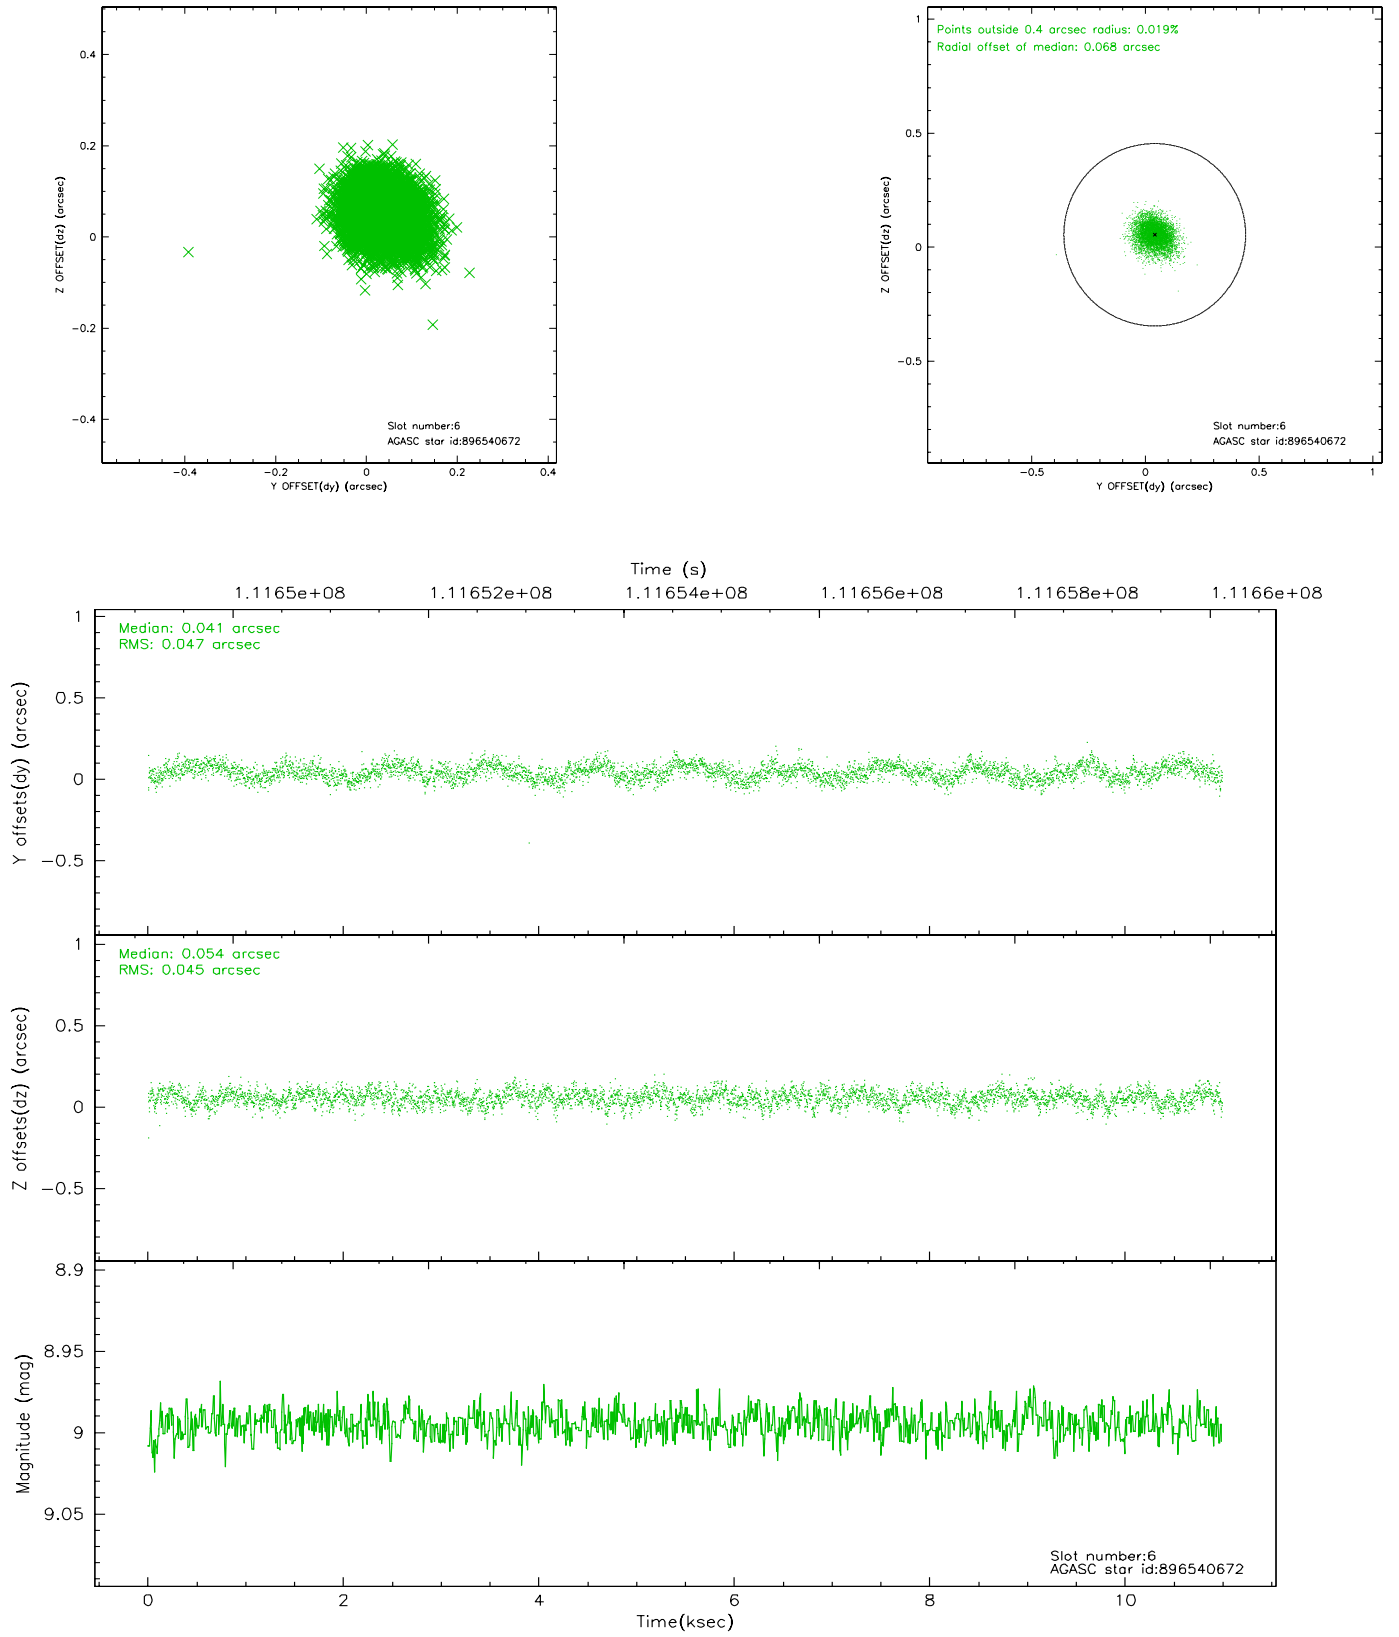 0.4
0.2
0
−0.2
−0.4
Z OFFSET(dz) (arcsec)
−0.4
−0.2
0
0.2
0.4
Y OFFSET(dy) (arcsec)
Slot number:6
AGASC star id:896540672
Points outside 0.4 arcsec radius: 0.019%
Radial offset of median: 0.068 arcsec
1
0.5
0
−0.5
Z OFFSET(dz) (arcsec)
−0.5
0
0.5
1
Y OFFSET(dy) (arcsec)
Slot number:6
AGASC star id:896540672
Time (s)
1.1165e+08
1.11652e+08
1.11654e+08
1.11656e+08
1.11658e+08
1.1166e+08
Median: 0.041 arcsec
RMS: 0.047 arcsec
1
0.5
0
−0.5
Y offsets(dy) (arcsec)
Median: 0.054 arcsec
RMS: 0.045 arcsec
1
0.5
0
−0.5
Z offsets(dz) (arcsec)
8.9
8.95
9
9.05
Magnitude (mag)
Slot number:6
AGASC star id:896540672
0
2
4
6
8
10
Time(ksec)